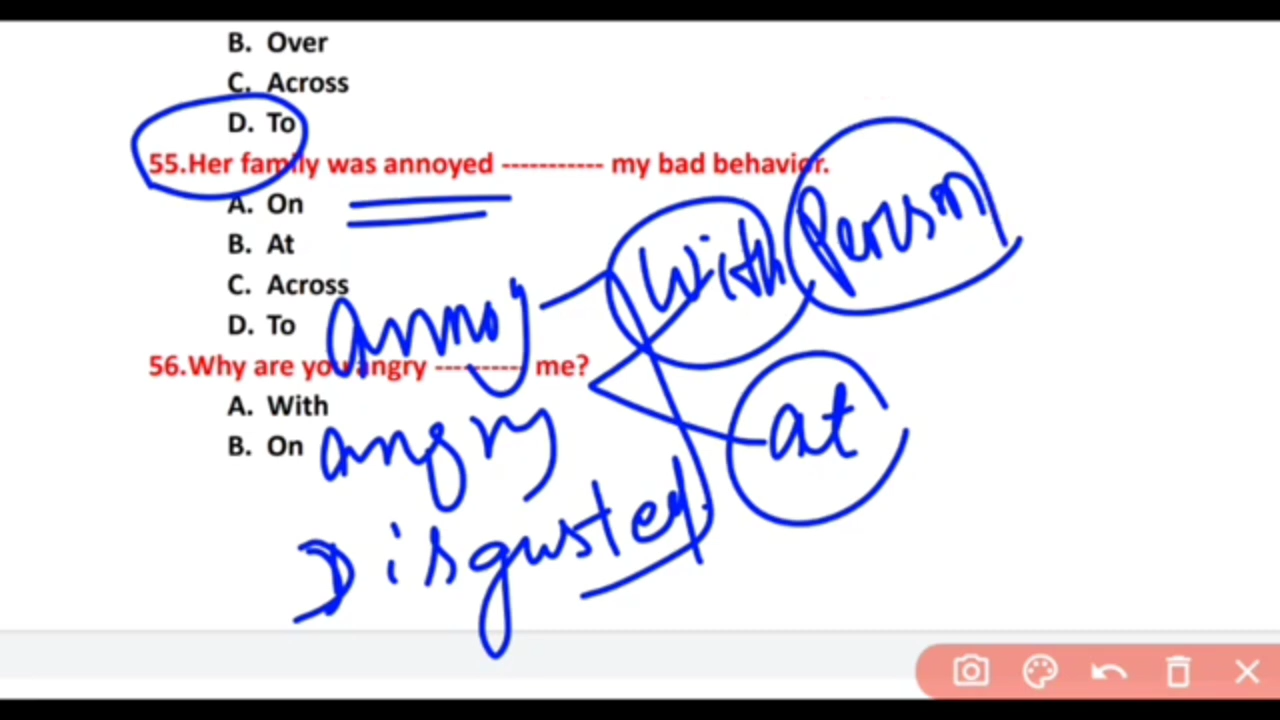 B. Over
C. Across
D. To
55.Her family was annoyed ----------- my bad behavior.
A. On
B. At
C. Across
D. To
56.Why are you angry ---------- me?
A. With
B. On
with person
annoy
at
angry
Disgusted